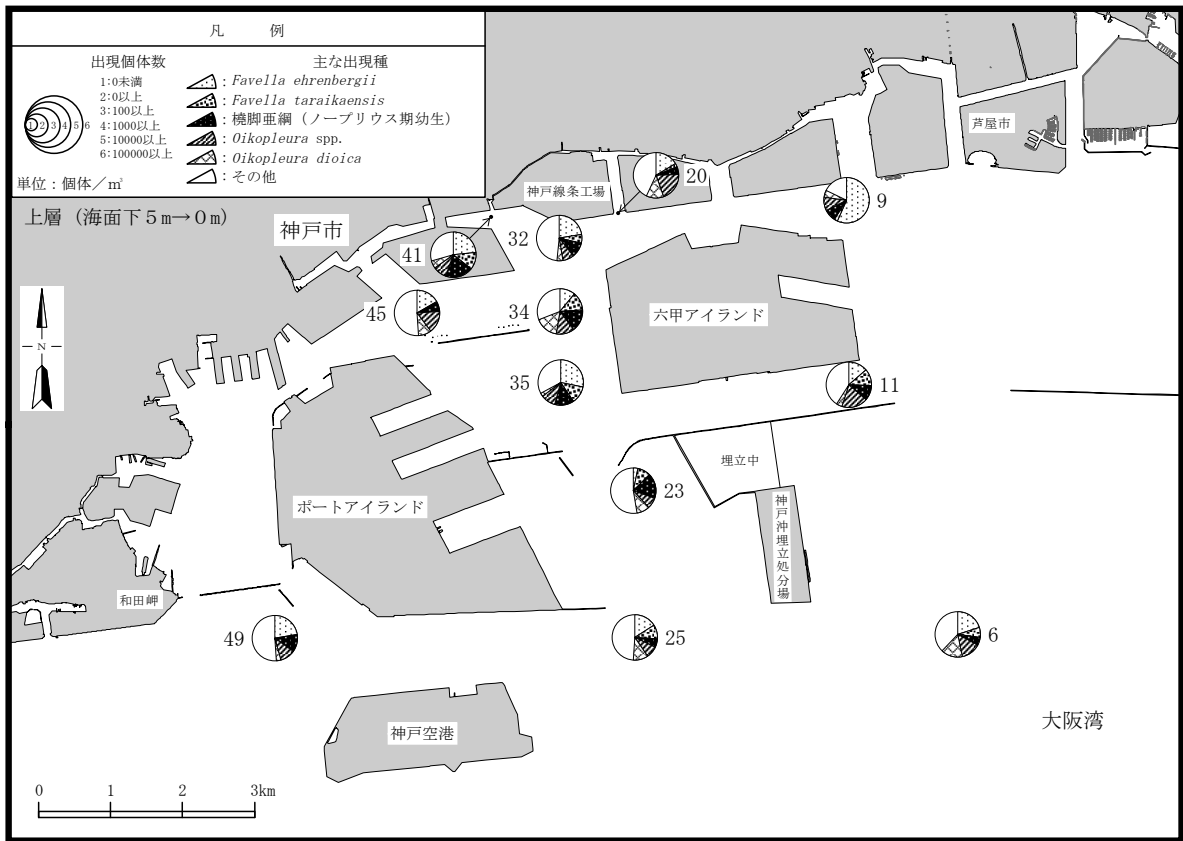 凡　例
出現個体数
1:0未満
2:0以上
3:100以上
4:1000以上
5:10000以上
6:100000以上
1 2 3 4 5 6
単位：個体／㎥
主な出現種
：Favella ehrenbergii
：Favella taraikaensis
：橈脚亜綱（ノープリウス期幼生）
：Oikopleura spp.
：Oikopleura dioica
：その他
上層（海面下５ｍ→０ｍ）
神戸市
芦屋市
神戸線条工場
20
9
32
41
45
34
六甲アイランド
N
35
11
埋立中
23
ポートアイランド
神戸沖埋立処分場
和田岬
49
25
6
大阪湾
神戸空港
0 1 2 3km